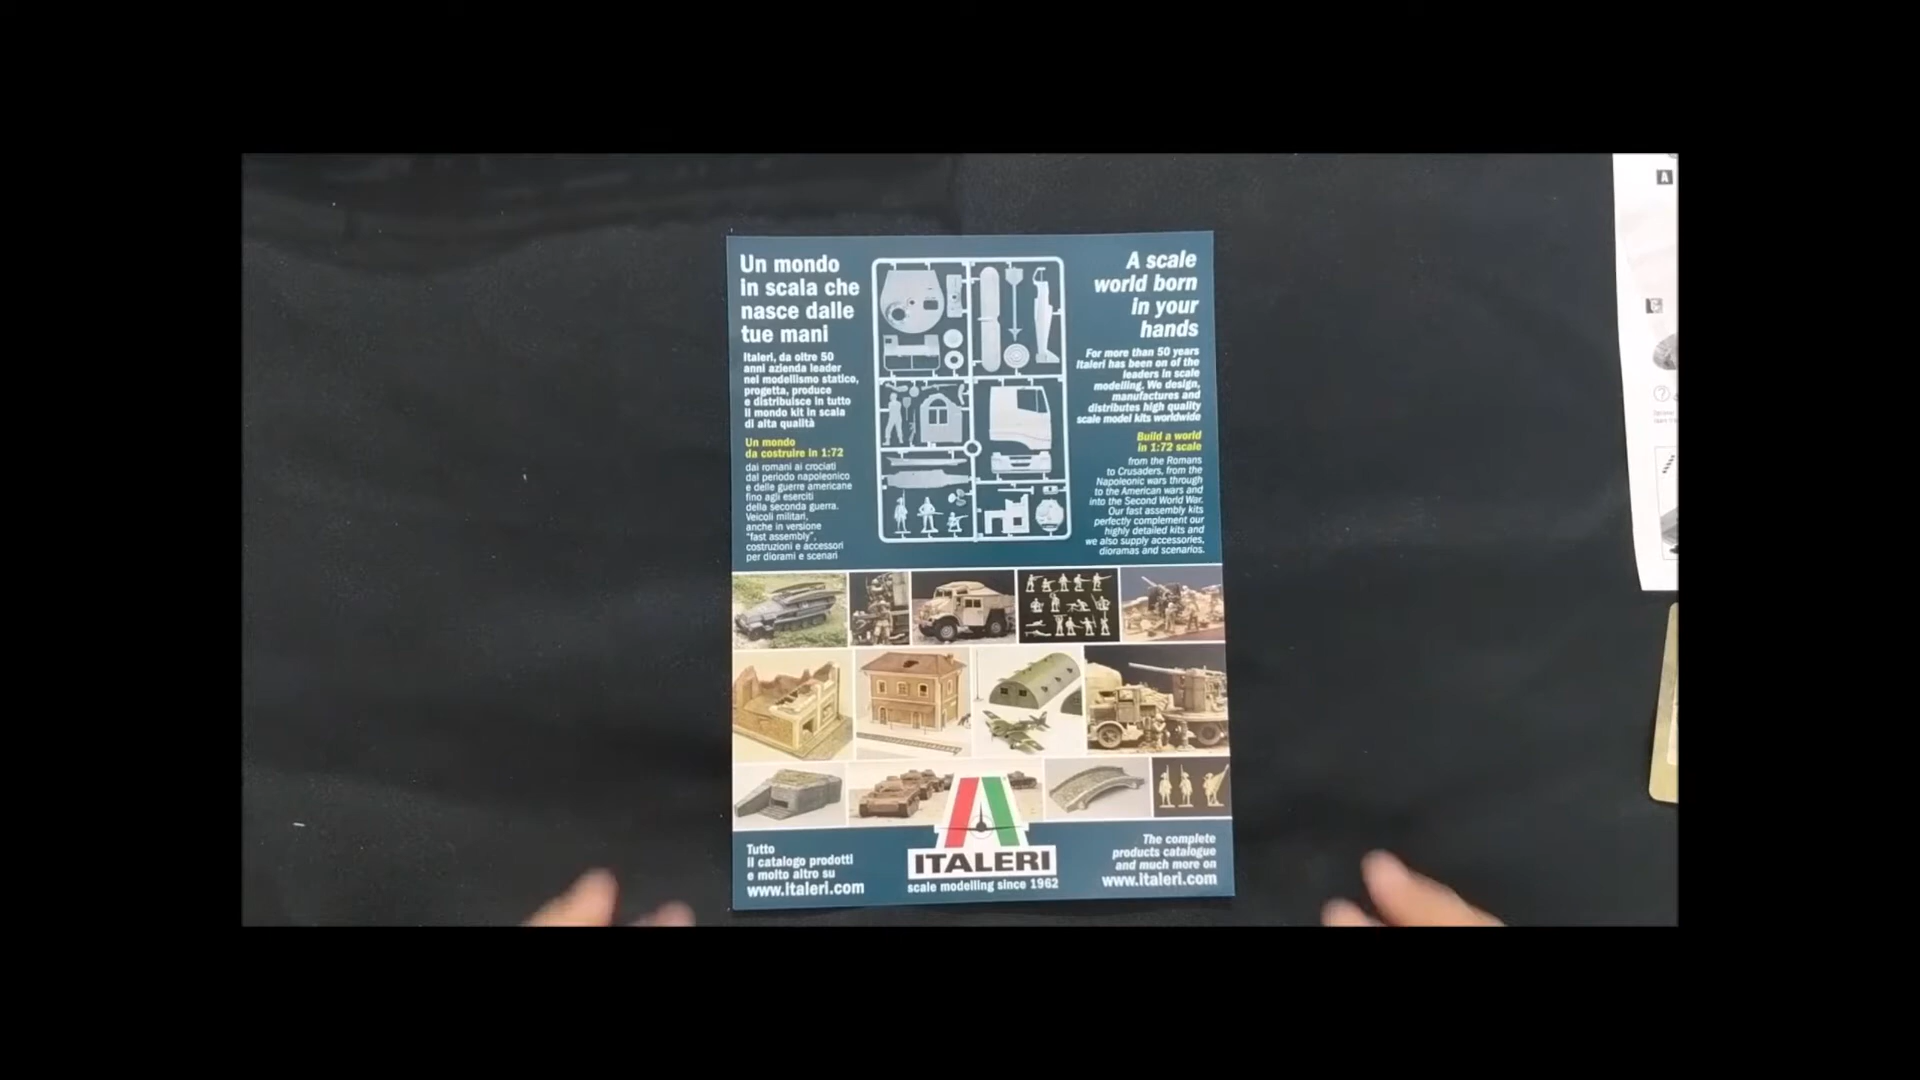 Un mondo
in scala che
nasce dalle
tue mani
Italeri, da oltre 50
anni azienda leader
nel modellismo statico,
progetta, produce
e distribuisce in tutto
il mondo kit in scala
di alta qualità
Un mondo
da costruire in 1:72
dai romani ai crociati
dal periodo napoleonico
e delle guerre americane
fino agli eserciti
della seconda guerra.
Veicoli militari,
anche in versione
"fast assembly",
costruzioni e accessori
per diorami e scenari
A scale
world born
in your
hands
For more than 50 years
Italeri has been on of the
leaders in scale
modelling. We design,
manufactures and
distributes high quality
scale model kits worldwide
Build a world
in 1:72 scale
from the Romans
to Crusaders, from the
Napoleonic wars through
to the American wars and
into the Second World War.
Our fast assembly kits
perfectly complement our
highly detailed kits and
we also supply accessories,
dioramas and scenarios.
Tutto
il catalogo prodotti
e molto altro su
www.italeri.com
ITALERI
scale modelling since 1962
The complete
products catalogue
and much more on
www.italeri.com
A